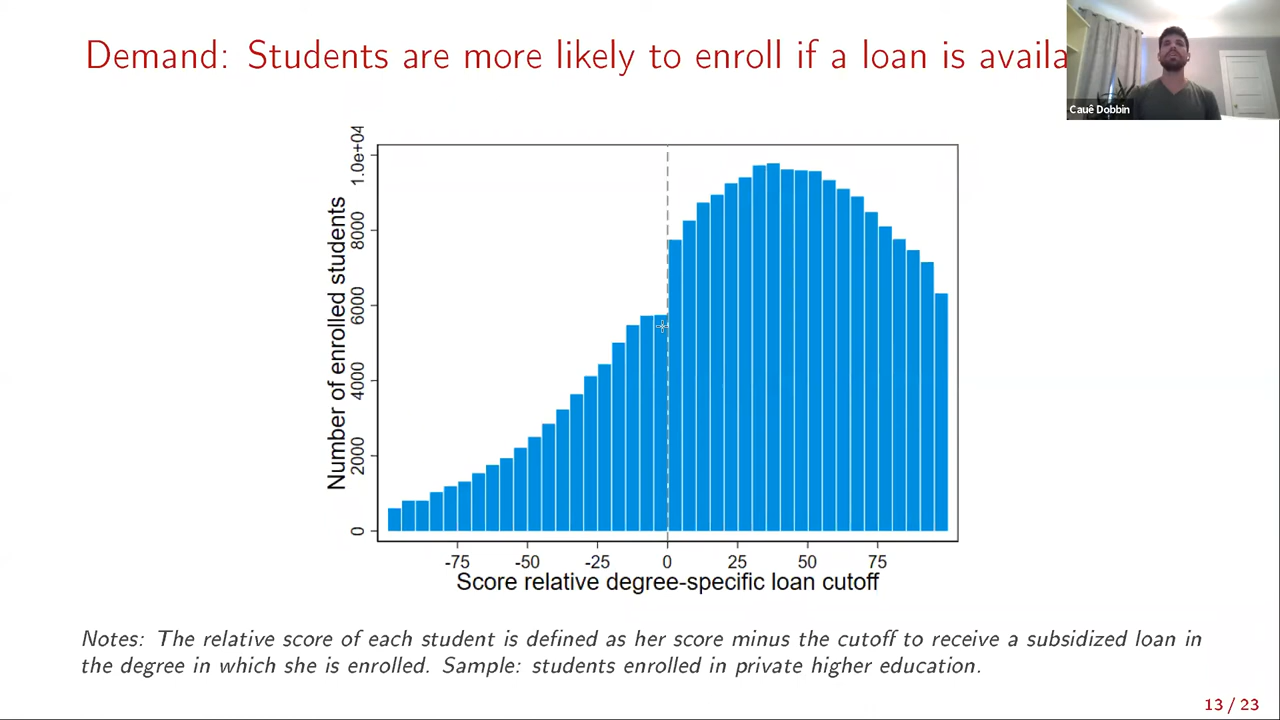 Demand: Students are more likely to enroll if a loan is availa
Cauê Dobbin
Number of enrolled students
1.0e+04
8000
6000
4000
2000
0
-75 -50 -25 0 25 50 75
Score relative degree-specific loan cutoff
Notes: The relative score of each student is defined as her score minus the cutoff to receive a subsidized loan in
the degree in which she is enrolled. Sample: students enrolled in private higher education.
13 / 23